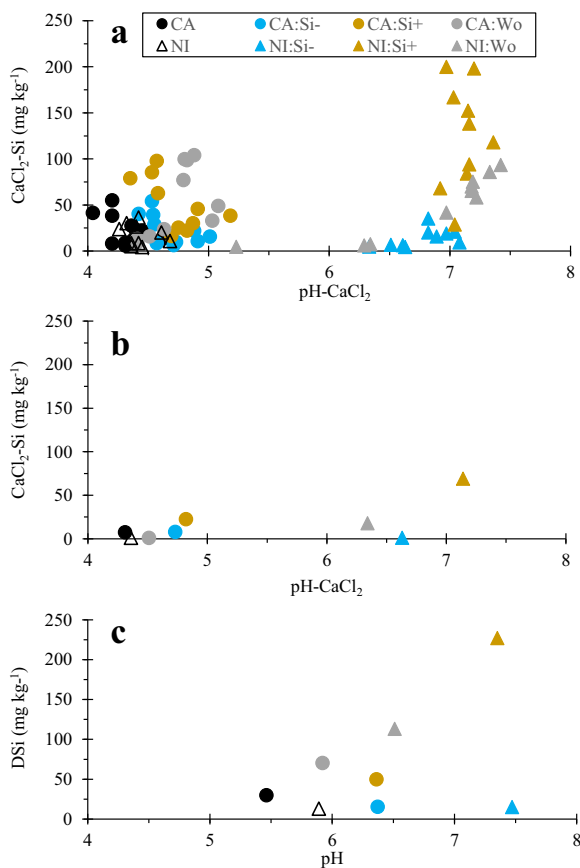 CA CA:Si- CA:Si+ CA:Wo
NI NI:Si- NI:Si+ NI:Wo
a
CaCl2-Si (mg kg-1)
250
200
150
100
50
0
4 5 6 7 8
pH-CaCl2
b
CaCl2-Si (mg kg-1)
250
200
150
100
50
0
4 5 6 7 8
pH-CaCl2
c
DSi (mg kg-1)
250
200
150
100
50
0
4 5 6 7 8
pH